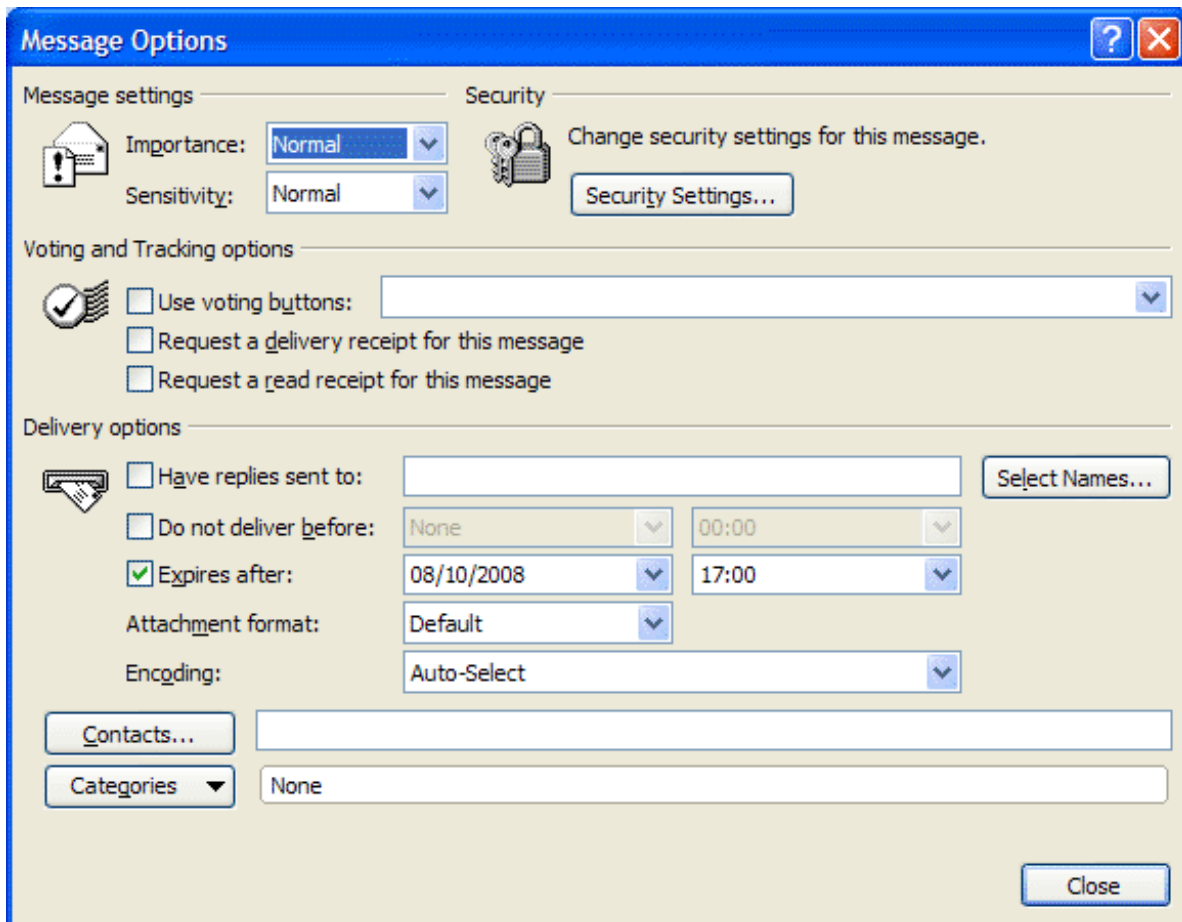 Message Options
Message settings
Security
Importance: Normal
Change security settings for this message.
Sensitivity: Normal
Security Settings...
Voting and Tracking options
Use voting buttons:
Request a delivery receipt for this message
Request a read receipt for this message
Delivery options
Have replies sent to:
Select Names...
Do not deliver before: None 00:00
Expires after: 08/10/2008 17:00
Attachment format: Default
Encoding: Auto-Select
Contacts...
Categories None
Close